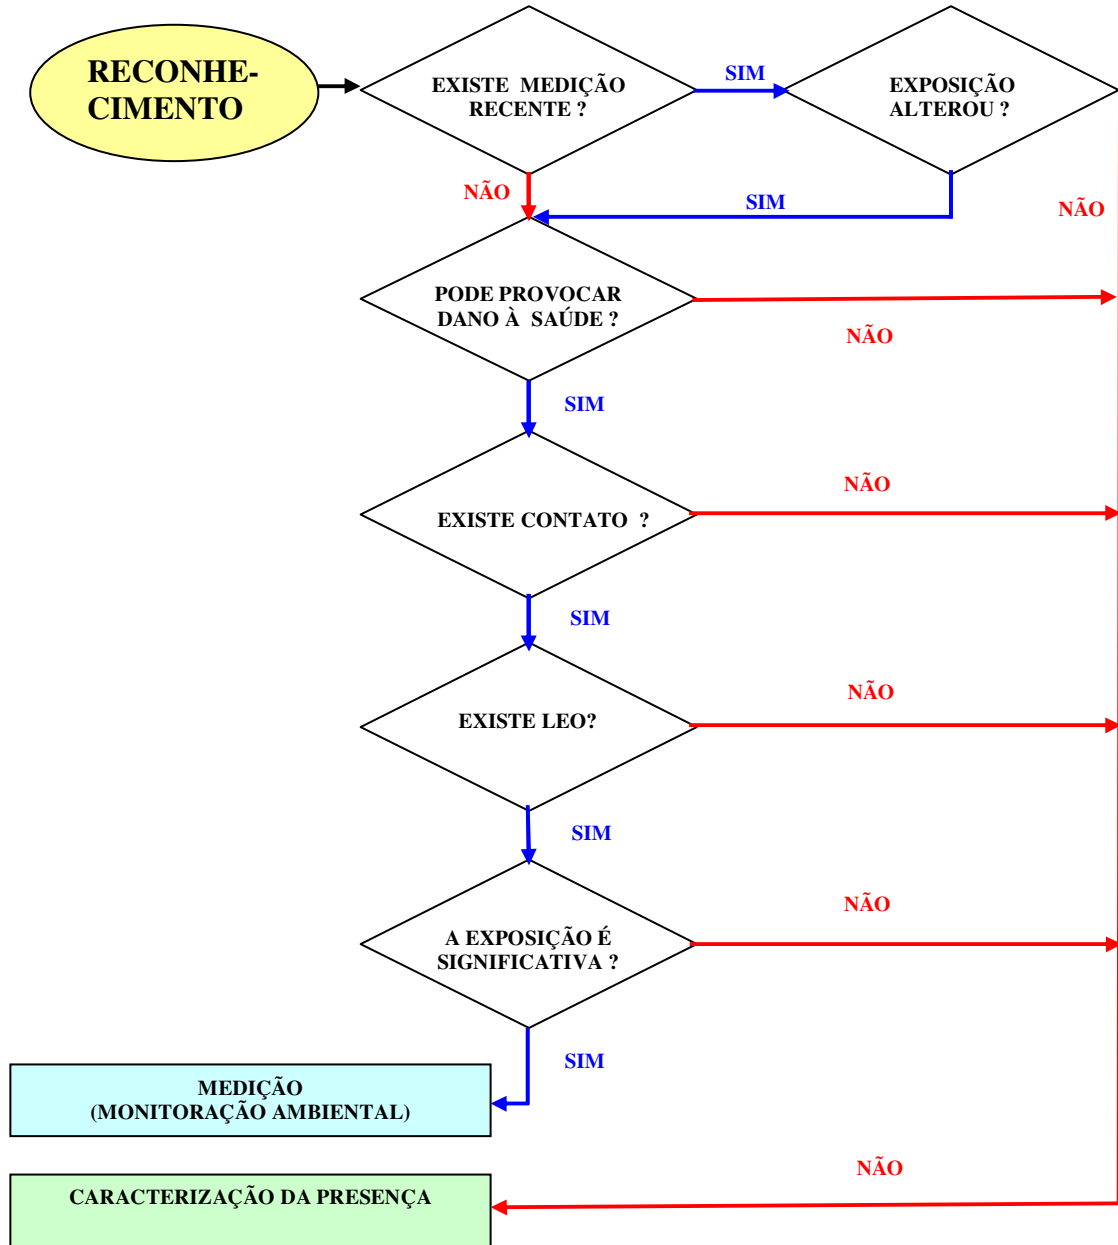 RECONHE-
CIMENTO
EXISTE MEDIÇÃO
RECENTE ?
SIM
EXPOSIÇÃO
ALTEROU ?
NÃO
SIM
NÃO
PODE PROVOCAR
DANO À SAÚDE ?
NÃO
SIM
EXISTE CONTATO ?
NÃO
SIM
EXISTE LEO?
NÃO
SIM
A EXPOSIÇÃO É
SIGNIFICATIVA ?
NÃO
SIM
MEDIÇÃO
(MONITORAÇÃO AMBIENTAL)
NÃO
CARACTERIZAÇÃO DA PRESENÇA